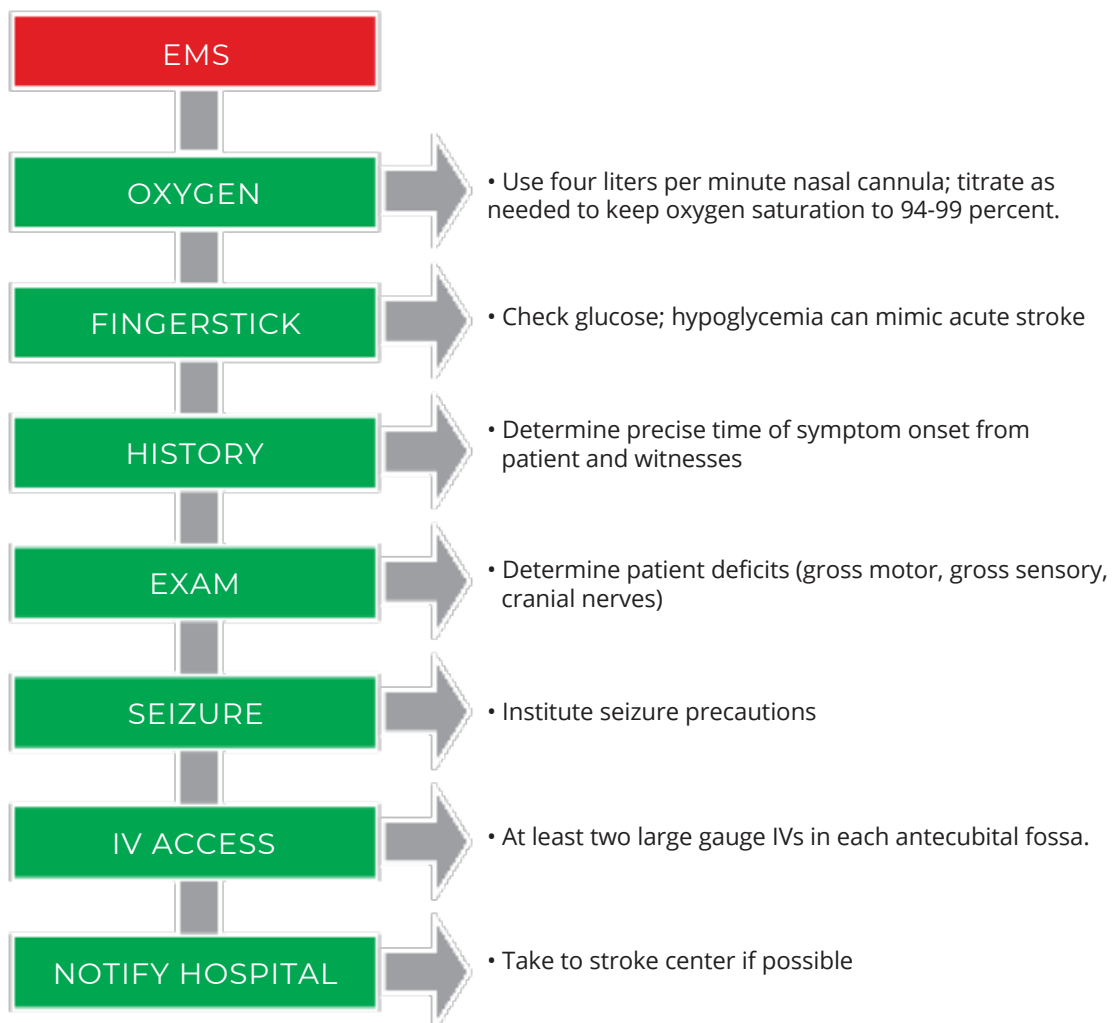 EMS
OXYGEN
• Use four liters per minute nasal cannula; titrate as
needed to keep oxygen saturation to 94-99 percent.
FINGERSTICK
• Check glucose; hypoglycemia can mimic acute stroke
HISTORY
• Determine precise time of symptom onset from
patient and witnesses
EXAM
• Determine patient deficits (gross motor, gross sensory,
cranial nerves)
SEIZURE
• Institute seizure precautions
IV ACCESS
• At least two large gauge IVs in each antecubital fossa.
NOTIFY HOSPITAL
• Take to stroke center if possible